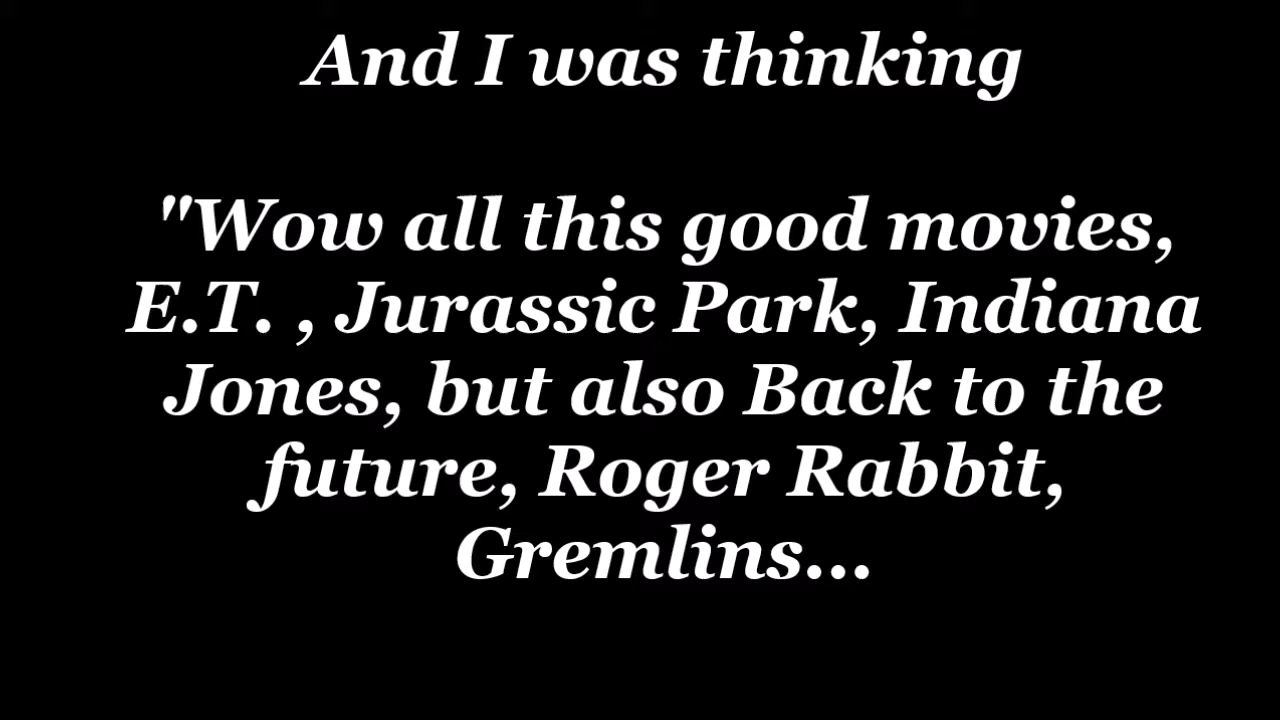 And I was thinking
"Wow all this good movies,
E.T. , Jurassic Park, Indiana
Jones, but also Back to the
future, Roger Rabbit,
Gremlins...